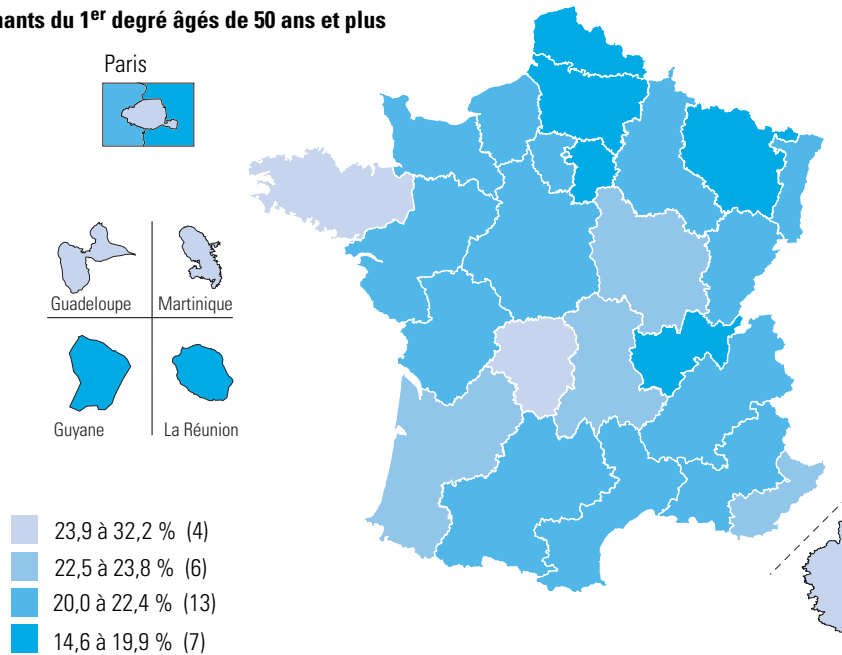 nants du 1er degré âgés de 50 ans et plus
Paris
Guadeloupe
Martinique
Guyane
La Réunion
23,9 à 32,2 % (4)
22,5 à 23,8 % (6)
20,0 à 22,4 % (13)
14,6 à 19,9 % (7)